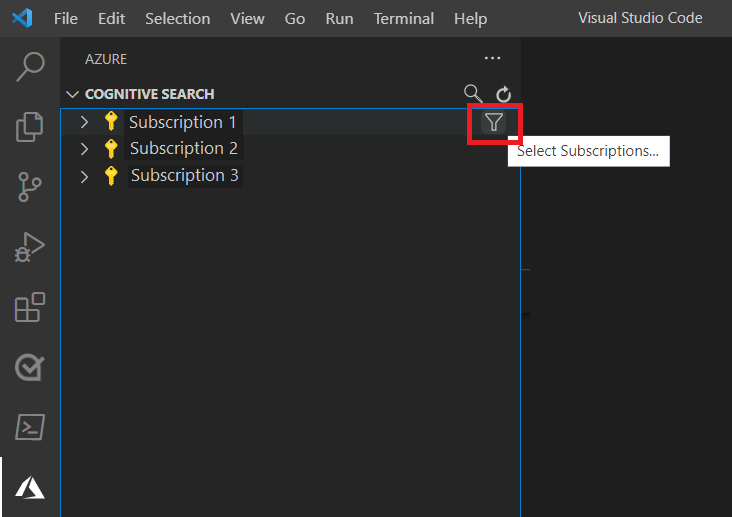 File Edit Selection View Go Run Terminal Help Visual Studio Code
AZURE
COGNITIVE SEARCH
Subscription 1
Select Subscriptions...
Subscription 2
Subscription 3